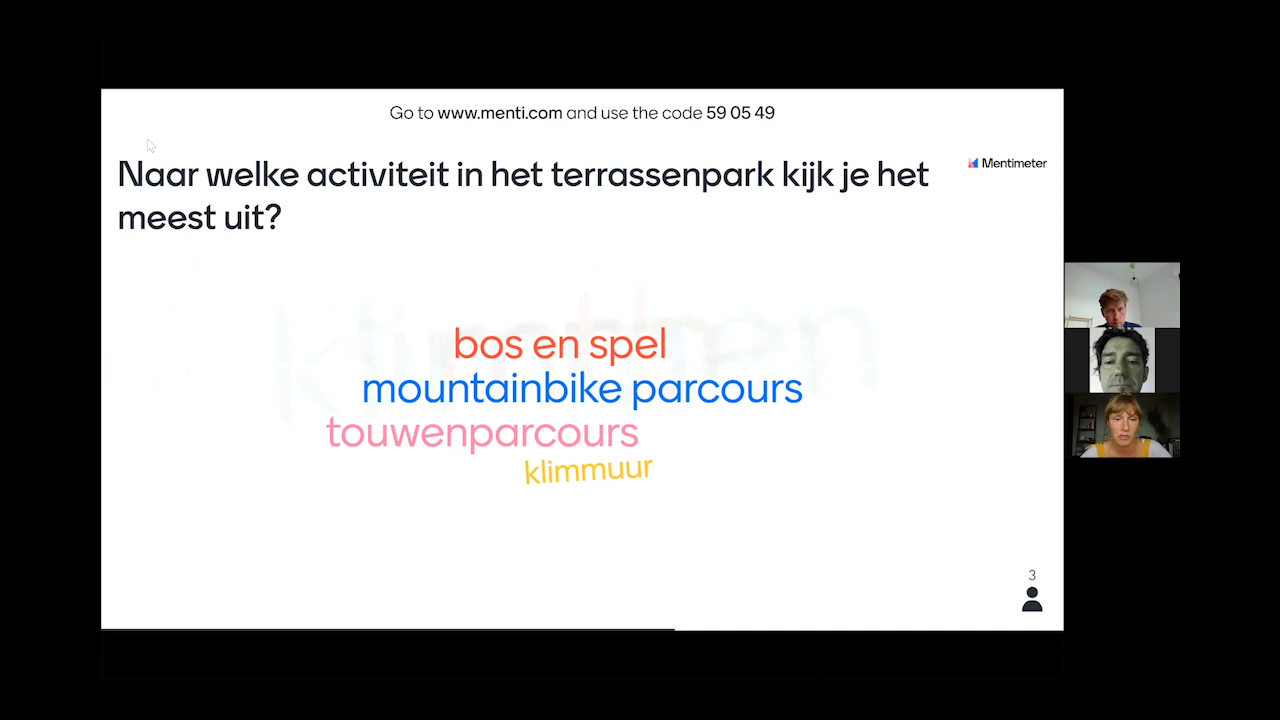 Go to www.menti.com and use the code 59 05 49
Naar welke activiteit in het terrassenpark kijk je het
meest uit?
Mentimeter
bos en spel
mountainbike parcours
touwenparcours
klimmuur
3